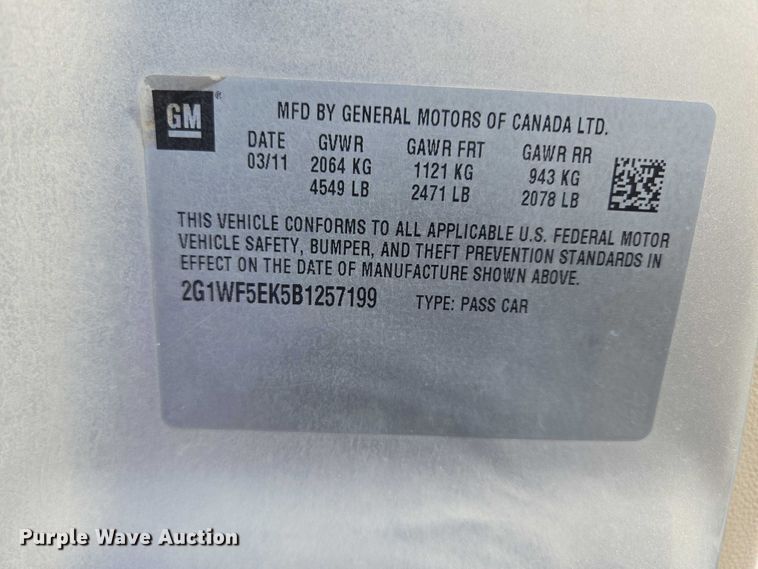 GM
MFD BY GENERAL MOTORS OF CANADA LTD.
DATE GVWR GAWR FRT GAWR RR
03/11 2064 KG 1121 KG 943 KG
4549 LB 2471 LB 2078 LB
THIS VEHICLE CONFORMS TO ALL APPLICABLE U.S. FEDERAL MOTOR
VEHICLE SAFETY, BUMPER, AND THEFT PREVENTION STANDARDS IN
EFFECT ON THE DATE OF MANUFACTURE SHOWN ABOVE.
2G1WF5EK5B1257199 TYPE: PASS CAR
Purple Wave Auction